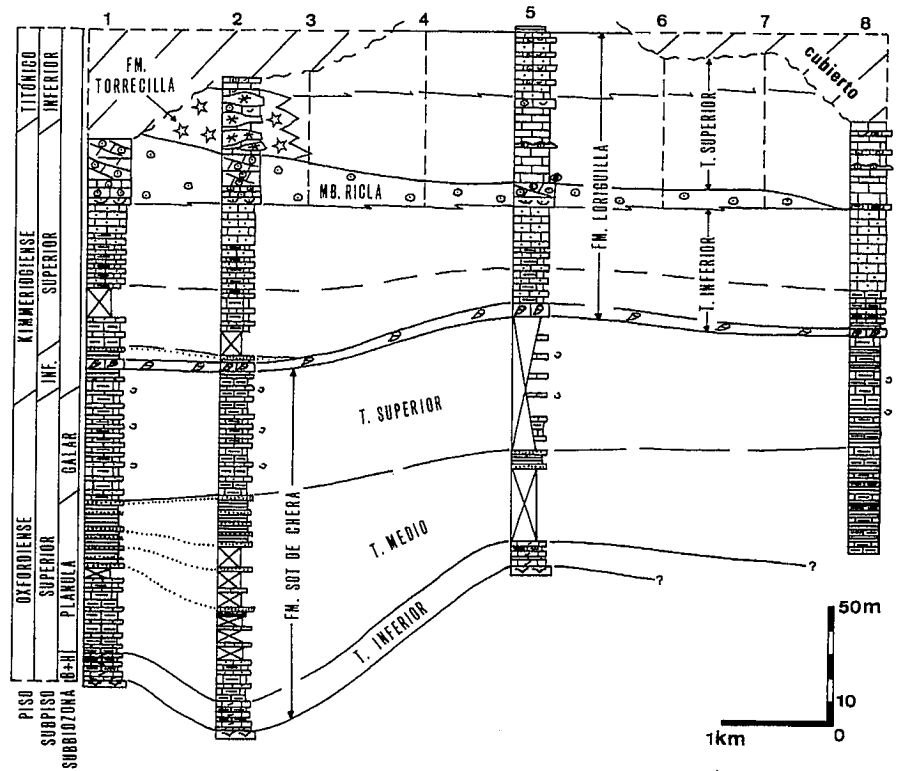 1 2 3 4 5 6 7 8
TITÓNICO
INFERIOR
KIMMERIDGIENSE
SUPERIOR
INF.
OXFORDIENSE
SUPERIOR
GALAR
PLANULA
B+HI
PISO
SUBPISO
SUBBIOZONA
FM.
TORRECILLA
MB. RICLA
FM. LORIGUILLA
T. SUPERIOR
T. INFERIOR
cubierto
T. SUPERIOR
T. MEDIO
T. INFERIOR
FM. SOT DE CHERA
?
?
50m
10
0
1km